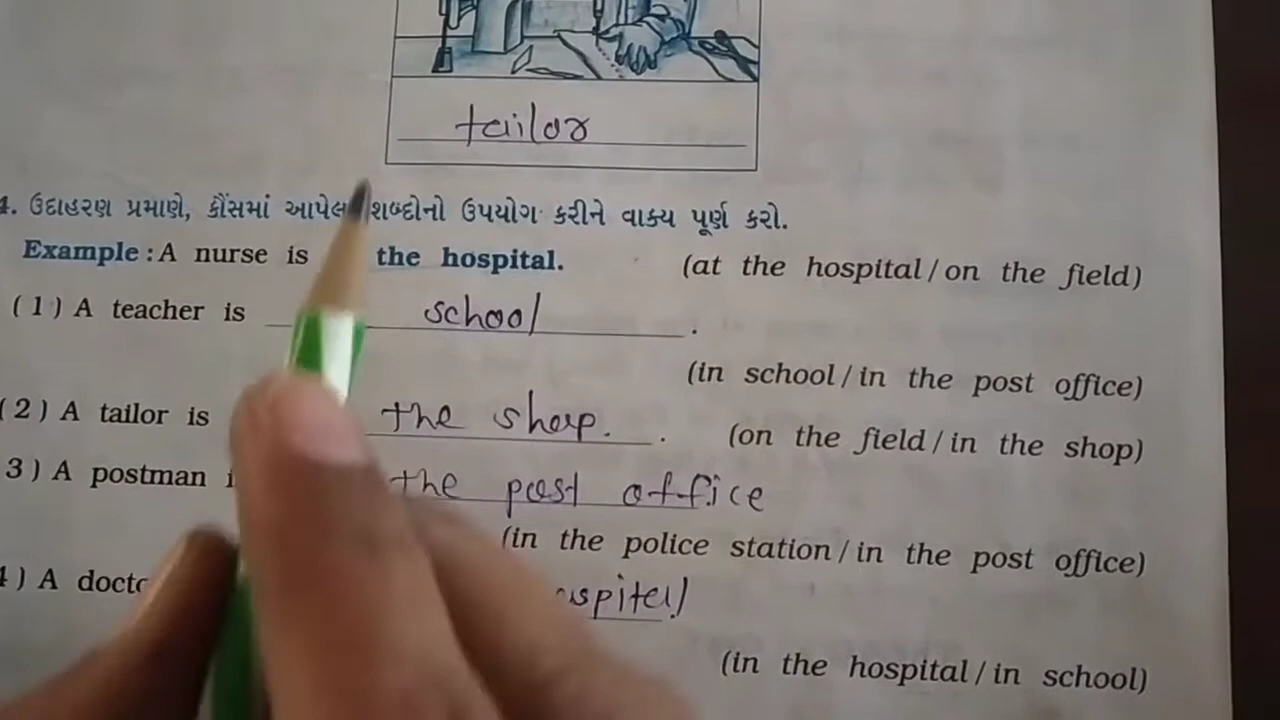 tailor
4. ઉદાહરણ પ્રમાણે, કૌંસમાં આપેલ શબ્દોનો ઉપયોગ કરીને વાક્ય પૂર્ણ કરો.
Example : A nurse is the hospital. (at the hospital / on the field)
(1) A teacher is school .
(in school / in the post office)
(2) A tailor is the shop. . (on the field / in the shop)
3) A postman the post office
(in the police station / in the post office)
4) A
(in the hospital / in school)